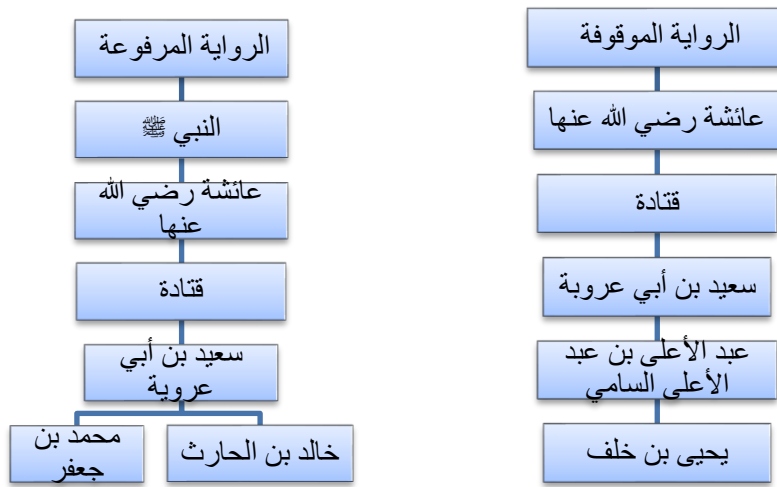 الرواية الموقوفة
عائشة رضي الله عنها
قتادة
سعيد بن أبي عروبة
عبد الأعلى بن عبد
الأعلى السامي
يحيى بن خلف
الرواية المرفوعة
النبي ﷺ
عائشة رضي الله
عنها
قتادة
سعيد بن أبي
عروبة
خالد بن الحارث
محمد بن
جعفر